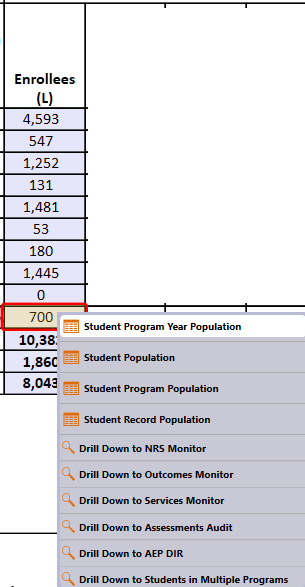 Enrollees
(L)
4,593
547
1,252
131
1,481
53
180
1,445
0
700
Student Program Year Population
10,38
Student Population
1,860
Student Program Population
8,043
Student Record Population
Drill Down to NRS Monitor
Drill Down to Outcomes Monitor
Drill Down to Services Monitor
Drill Down to Assessments Audit
Drill Down to AEP DIR
Drill Down to Students in Multiple Programs